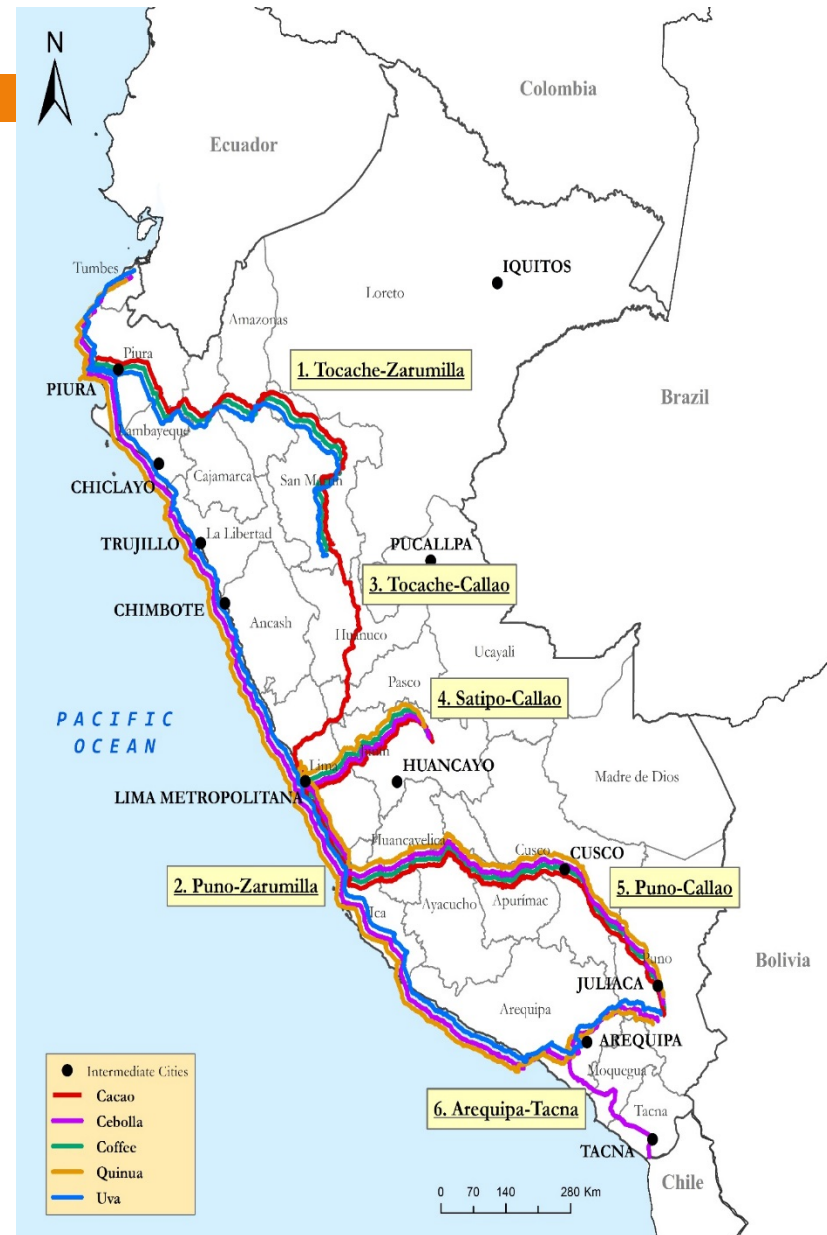 N
Colombia
Ecuador
Tumbes
IQUITOS
Loreto
Amazonas
Piura
1. Tocache-Zarumilla
PIURA
Brazil
Lambayeque
CHICLAYO
Cajamarca
San Martin
TRUJILLO
La Libertad
PUCALLPA
3. Tocache-Callao
CHIMBOTE
Ancash
Huanuco
Ucayali
Pasco
4. Satipo-Callao
PACIFIC
OCEAN
Lima
Junin
HUANCAYO
Madre de Dios
LIMA METROPOLITANA
Huancavelica
Cusco
CUSCO
2. Puno-Zarumilla
5. Puno-Callao
Ica
Ayacucho
Apurímac
Puno
Bolivia
JULIACA
Arequipa
AREQUIPA
Moquegua
6. Arequipa-Tacna
Tacna
TACNA
Chile
Intermediate Cities
Cacao
Cebolla
Coffee
Quinua
Uva
0 70 140 280 Km